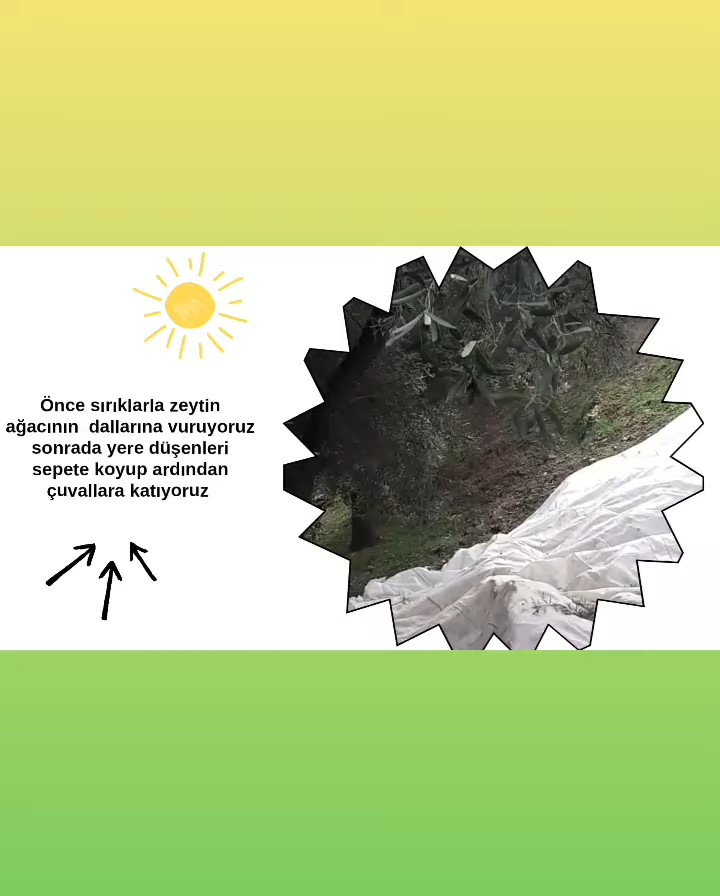 Önce sırıklarla zeytin
ağacının  dallarına vuruyoruz
sonrada yere düşenleri
sepete koyup ardından
çuvallara katıyoruz